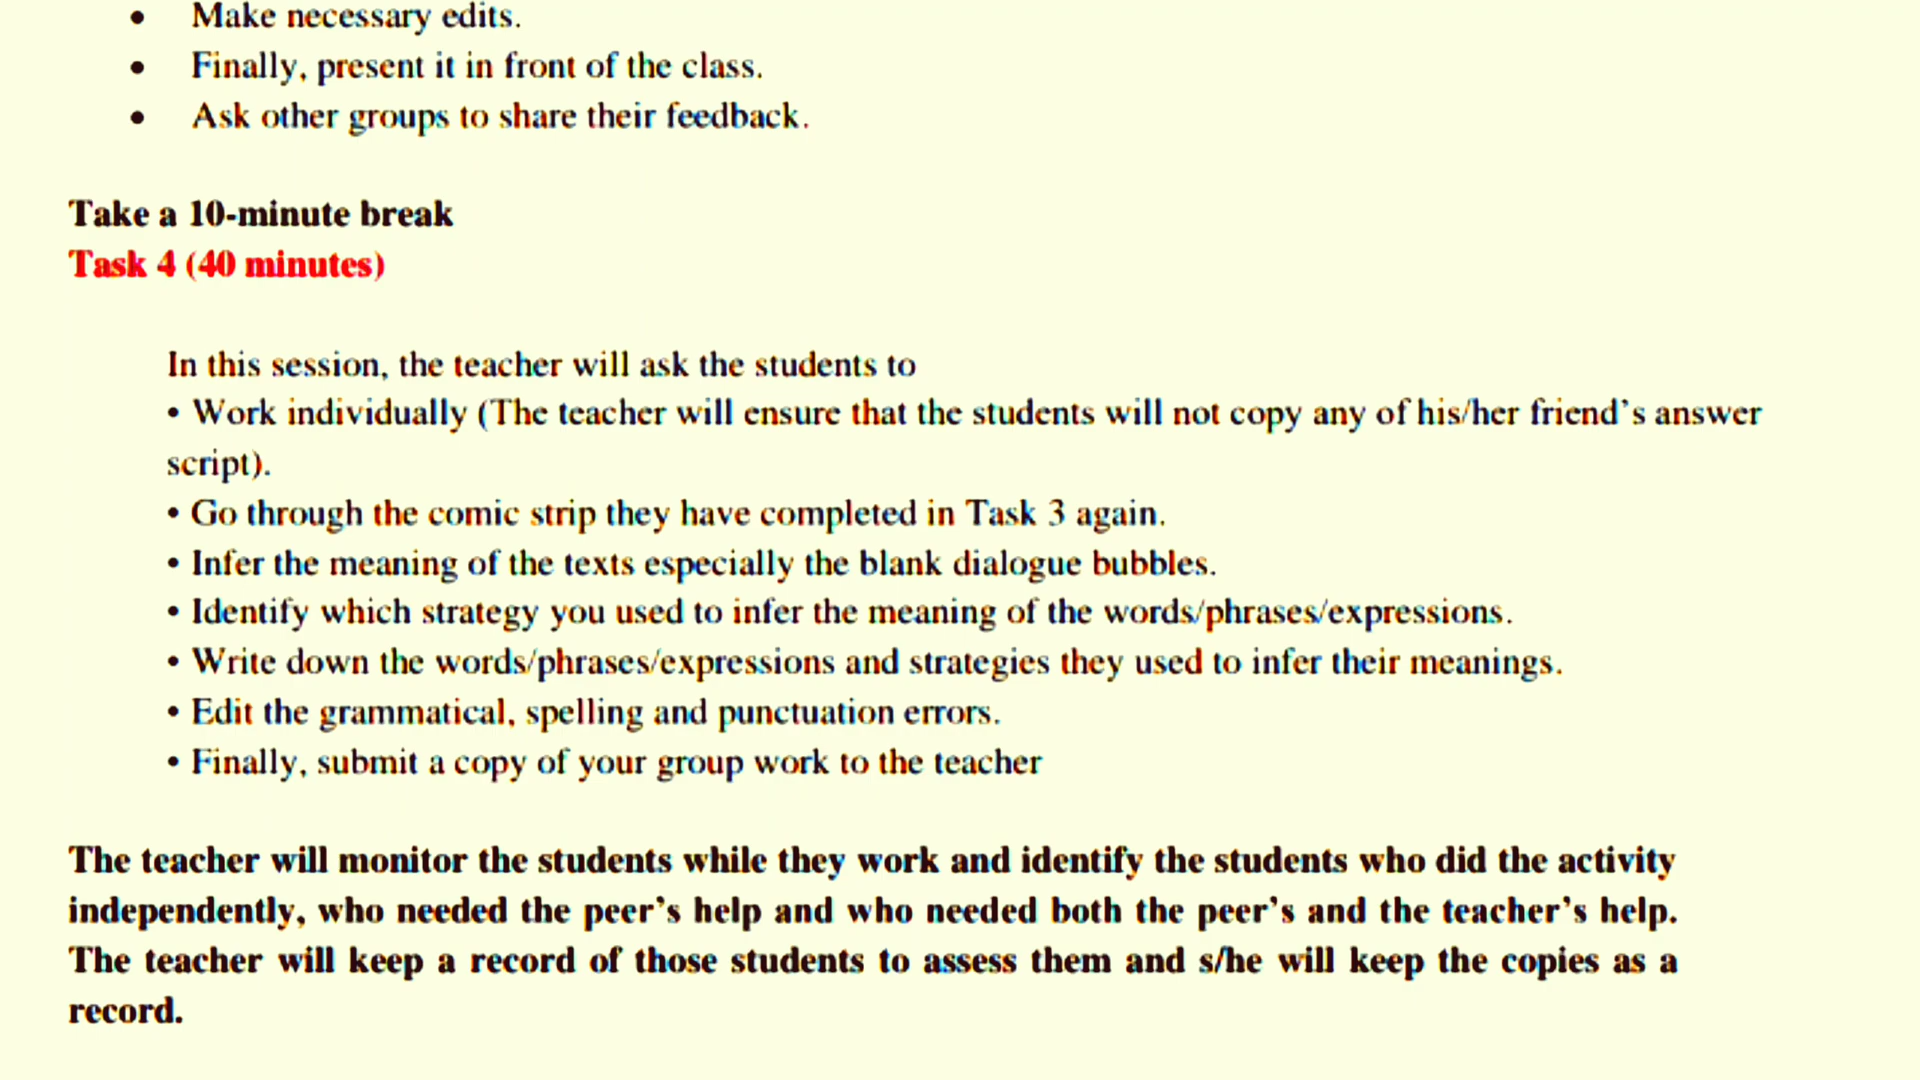 • Make necessary edits.
• Finally, present it in front of the class.
• Ask other groups to share their feedback.
Take a 10-minute break
Task 4 (40 minutes)
In this session, the teacher will ask the students to
• Work individually (The teacher will ensure that the students will not copy any of his/her friend's answer
script).
• Go through the comic strip they have completed in Task 3 again.
• Infer the meaning of the texts especially the blank dialogue bubbles.
• Identify which strategy you used to infer the meaning of the words/phrases/expressions.
• Write down the words/phrases/expressions and strategies they used to infer their meanings.
• Edit the grammatical, spelling and punctuation errors.
• Finally, submit a copy of your group work to the teacher
The teacher will monitor the students while they work and identify the students who did the activity
independently, who needed the peer's help and who needed both the peer's and the teacher's help.
The teacher will keep a record of those students to assess them and s/he will keep the copies as a
record.